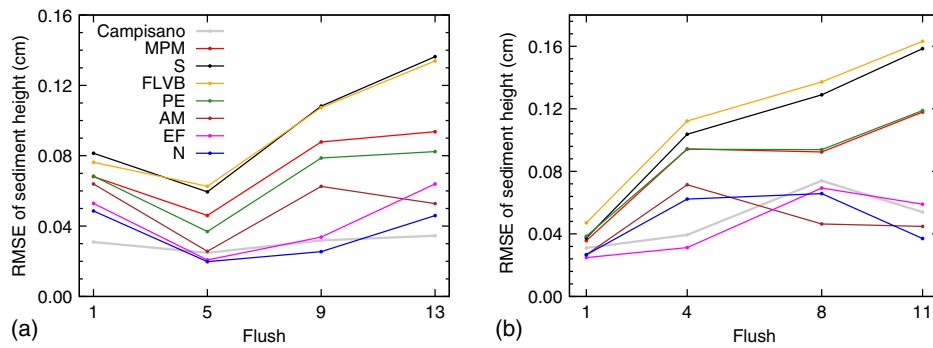 RMSE of sediment height (cm)
0.16
0.12
0.08
0.04
0.00
Campisano
MPM
S
FLVB
PE
AM
EF
N
1 5 9 13
Flush
(a)
RMSE of sediment height (cm)
0.16
0.12
0.08
0.04
0.00
1 4 8 11
Flush
(b)